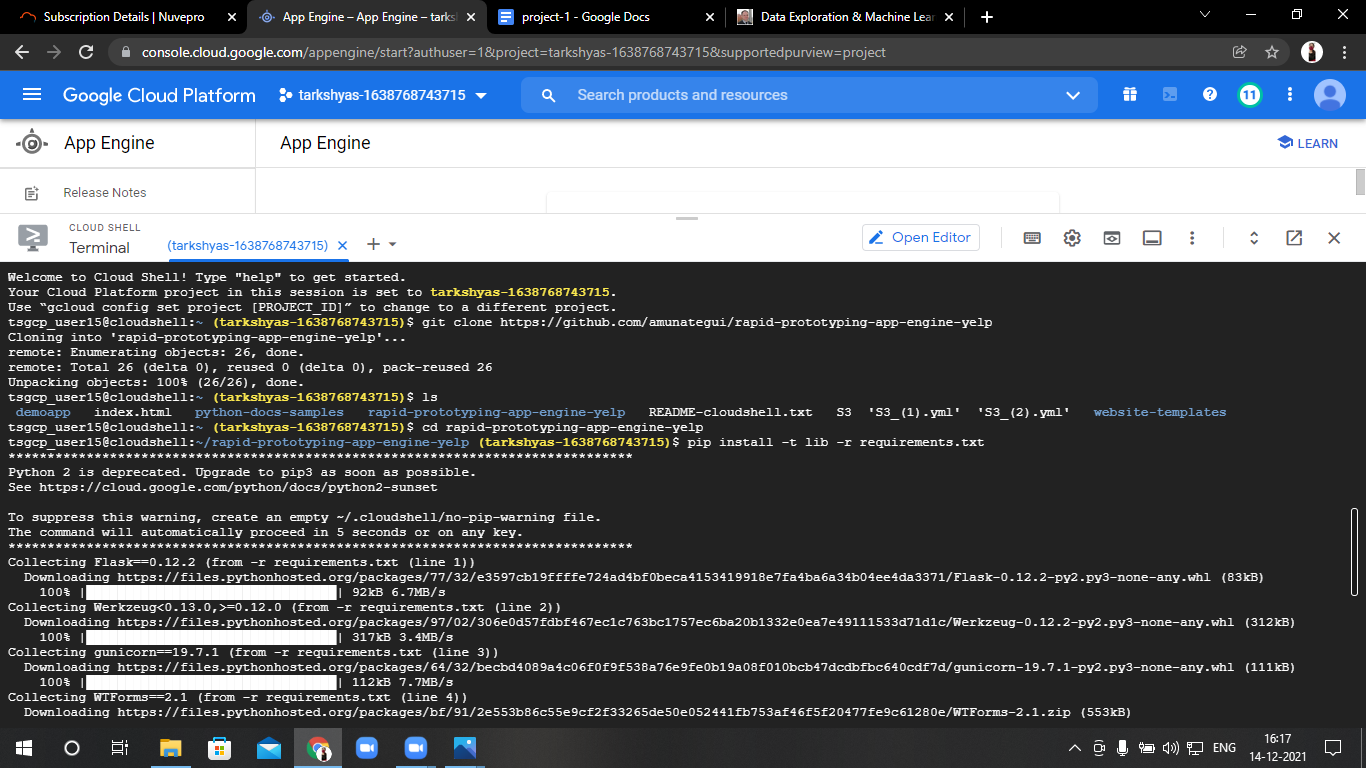 Subscription Details | Nuvepro
App Engine – App Engine – tarks
project-1 - Google Docs
Data Exploration & Machine Lear
console.cloud.google.com/appengine/start?authuser=1&project=tarkshyas-1638768743715&supportedpurview=project
Google Cloud Platform
tarkshyas-1638768743715
Search products and resources
11
App Engine
App Engine
LEARN
Release Notes
CLOUD SHELL
Terminal
(tarkshyas-1638768743715)
Open Editor
Welcome to Cloud Shell! Type "help" to get started.
Your Cloud Platform project in this session is set to tarkshyas-1638768743715.
Use “gcloud config set project [PROJECT_ID]” to change to a different project.
tsgcp_user15@cloudshell:~ (tarkshyas-1638768743715)$ git clone https://github.com/amunategui/rapid-prototyping-app-engine-yelp
Cloning into 'rapid-prototyping-app-engine-yelp'...
remote: Enumerating objects: 26, done.
remote: Total 26 (delta 0), reused 0 (delta 0), pack-reused 26
Unpacking objects: 100% (26/26), done.
tsgcp_user15@cloudshell:~ (tarkshyas-1638768743715)$ ls
demoapp index.html python-docs-samples rapid-prototyping-app-engine-yelp README-cloudshell.txt S3 'S3_(1).yml' 'S3_(2).yml' website-templates
tsgcp_user15@cloudshell:~ (tarkshyas-1638768743715)$ cd rapid-prototyping-app-engine-yelp
tsgcp_user15@cloudshell:~/rapid-prototyping-app-engine-yelp (tarkshyas-1638768743715)$ pip install -t lib -r requirements.txt
********************************************************************************
Python 2 is deprecated. Upgrade to pip3 as soon as possible.
See https://cloud.google.com/python/docs/python2-sunset
To suppress this warning, create an empty ~/.cloudshell/no-pip-warning file.
The command will automatically proceed in 5 seconds or on any key.
********************************************************************************
Collecting Flask==0.12.2 (from -r requirements.txt (line 1))
Downloading https://files.pythonhosted.org/packages/77/32/e3597cb19ffffe724ad4bf0beca4153419918e7fa4ba6a34b04ee4da3371/Flask-0.12.2-py2.py3-none-any.whl (83kB)
100% |████████████████████████████████| 92kB 6.7MB/s
Collecting Werkzeug<0.13.0,>=0.12.0 (from -r requirements.txt (line 2))
Downloading https://files.pythonhosted.org/packages/97/02/306e0d57fdbf467ec1c763bc1757ec6ba20b1332e0ea7e49111533d71d1c/Werkzeug-0.12.2-py2.py3-none-any.whl (312kB)
100% |████████████████████████████████| 317kB 3.4MB/s
Collecting gunicorn==19.7.1 (from -r requirements.txt (line 3))
Downloading https://files.pythonhosted.org/packages/64/32/becbd4089a4c06f0f9f538a76e9fe0b19a08f010bcb47dcdbfbc640cdf7d/gunicorn-19.7.1-py2.py3-none-any.whl (111kB)
100% |████████████████████████████████| 112kB 7.7MB/s
Collecting WTForms==2.1 (from -r requirements.txt (line 4))
Downloading https://files.pythonhosted.org/packages/bf/91/2e553b86c55e9cf2f33265de50e052441fb753af46f5f20477fe9c61280e/WTForms-2.1.zip (553kB)
ENG
16:17
14-12-2021